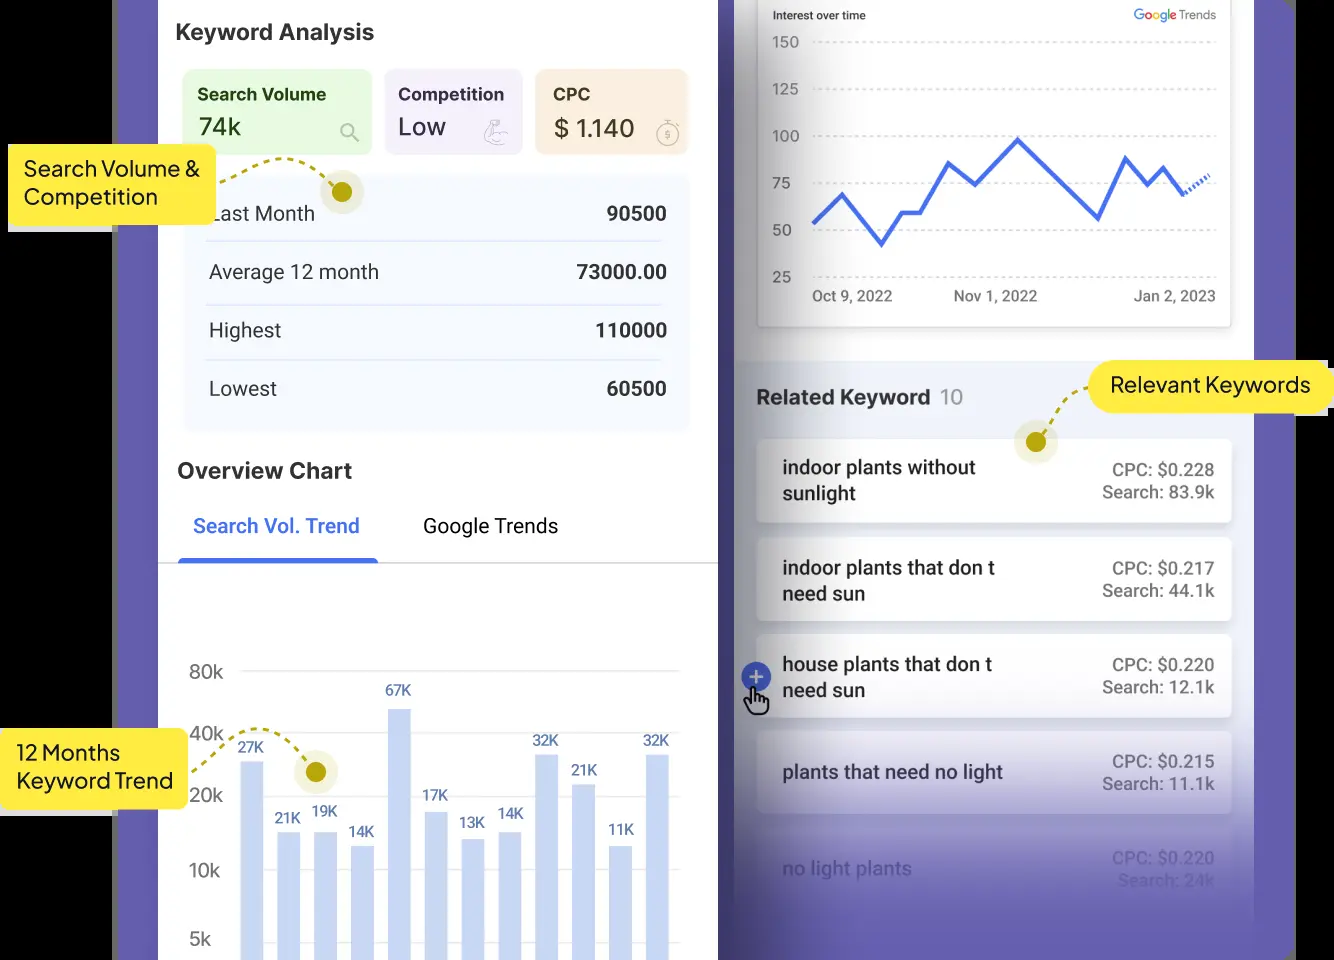 Keyword Analysis
Search Volume
74k
Competition
Low
CPC
$ 1.140
Search Volume &
Competition
Last Month 90500
Average 12 month 73000.00
Highest 110000
Lowest 60500
Overview Chart
Search Vol. Trend Google Trends
80k
40k
20k
10k
5k
27K
21K
19K
14K
67K
17K
13K
14K
32K
21K
11K
32K
12 Months
Keyword Trend
Interest over time
Google Trends
150
125
100
75
50
25
Oct 9, 2022 Nov 1, 2022 Jan 2, 2023
Relevant Keywords
Related Keyword 10
indoor plants without
sunlight
CPC: $0.228
Search: 83.9k
indoor plants that don t
need sun
CPC: $0.217
Search: 44.1k
house plants that don t
need sun
CPC: $0.220
Search: 12.1k
plants that need no light
CPC: $0.215
Search: 11.1k
no light plants
CPC: $0.220
Search: 24k